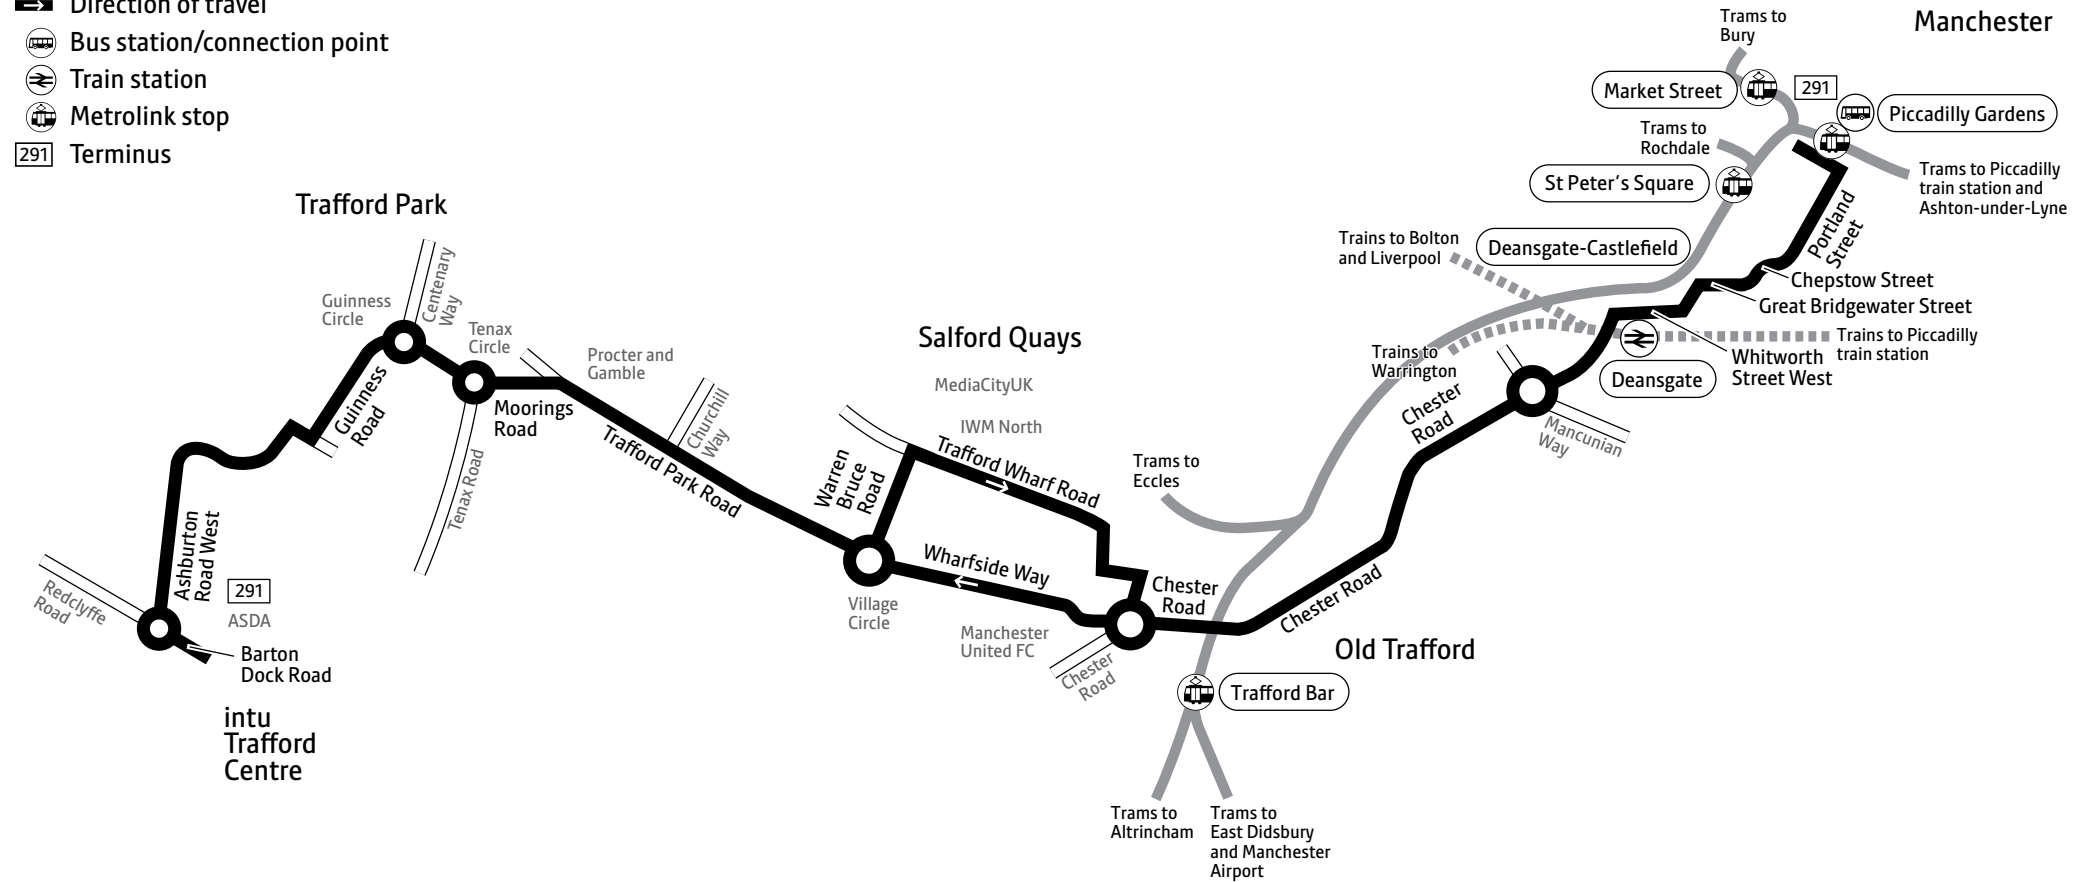 Direction of travel
Bus station/connection point
Train station
Metrolink stop
291 Terminus
Manchester
Trams to
Bury
Market Street
291
Piccadilly Gardens
Trams to
Rochdale
St Peter's Square
Trams to Piccadilly
train station and
Ashton-under-Lyne
Portland
Street
Trains to Bolton
and Liverpool
Deansgate-Castlefield
Chepstow Street
Great Bridgewater Street
Trains to Piccadilly
train station
Whitworth
Street West
Trains to
Warrington
Deansgate
Chester
Road
Mancunian
Way
Trafford Park
Guinness
Circle
Centenary
Way
Tenax
Circle
Procter and
Gamble
Guinness
Road
Moorings
Road
Churchill
Way
Trafford Park Road
Tenax Road
Salford Quays
MediaCityUK
IWM North
Warren
Bruce
Road
Trafford Wharf Road
Trams to
Eccles
Wharfside Way
Chester
Road
Chester Road
Village
Circle
Manchester
United FC
Chester
Road
Old Trafford
Trafford Bar
Trams to
Altrincham
Trams to
East Didsbury
and Manchester
Airport
Ashburton
Road West
Redclyffe
Road
291
ASDA
Barton
Dock Road
intu
Trafford
Centre